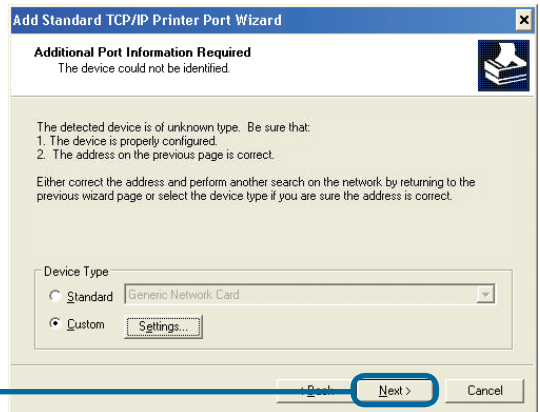 Add Standard TCP/IP Printer Port Wizard
Additional Port Information Required
The device could not be identified.
The detected device is of unknown type. Be sure that:
1. The device is properly configured.
2. The address on the previous page is correct.
Either correct the address and perform another search on the network by returning to the
previous wizard page or select the device type if you are sure the address is correct.
Device Type
Standard Generic Network Card
Custom Settings...
< Back Next > Cancel